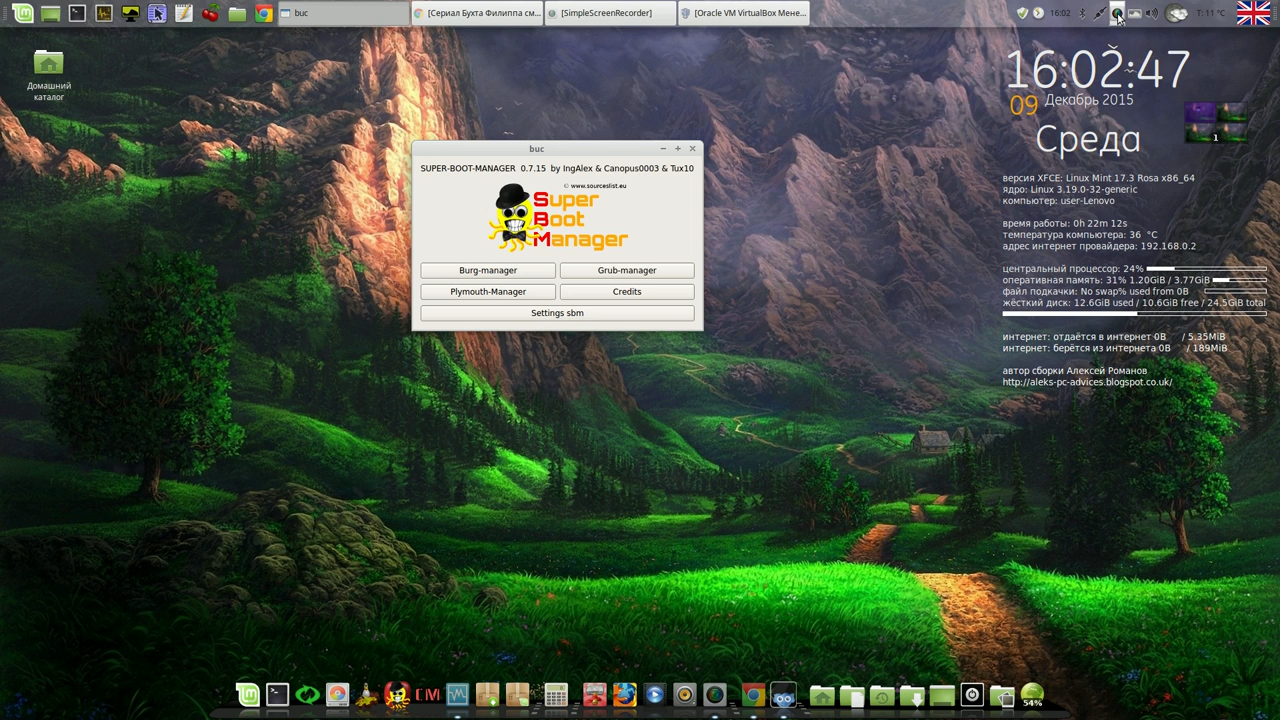 buc
[Сериал Бухта Филиппа см...
[SimpleScreenRecorder]
[Oracle VM VirtualBox Мене...
16:02
T: 11 °C
Домашний
каталог
16:02:47
09 Декабрь 2015
Среда
1
buc
SUPER-BOOT-MANAGER 0.7.15 by IngAlex & Canopus0003 & Tux10
© www.sourceslist.eu
Super
Boot
Manager
Burg-manager
Grub-manager
Plymouth-Manager
Credits
Settings sbm
версия XFCE: Linux Mint 17.3 Rosa x86_64
ядро: Linux 3.19.0-32-generic
компьютер: user-Lenovo
время работы: 0h 22m 12s
температура компьютера: 36 °C
адрес интернет провайдера: 192.168.0.2
центральный процессор: 24%
оперативная память: 31% 1.20GiB / 3.77GiB
файл подкачки: No swap% used from 0B
жёсткий диск: 12.6GiB used / 10.6GiB free / 24.5GiB total
интернет: отдаётся в интернет 0B / 5.35MiB
интернет: берётся из интернета 0B / 189MiB
автор сборки Алексей Романов
http://aleks-pc-advices.blogspot.co.uk/
EM
54%